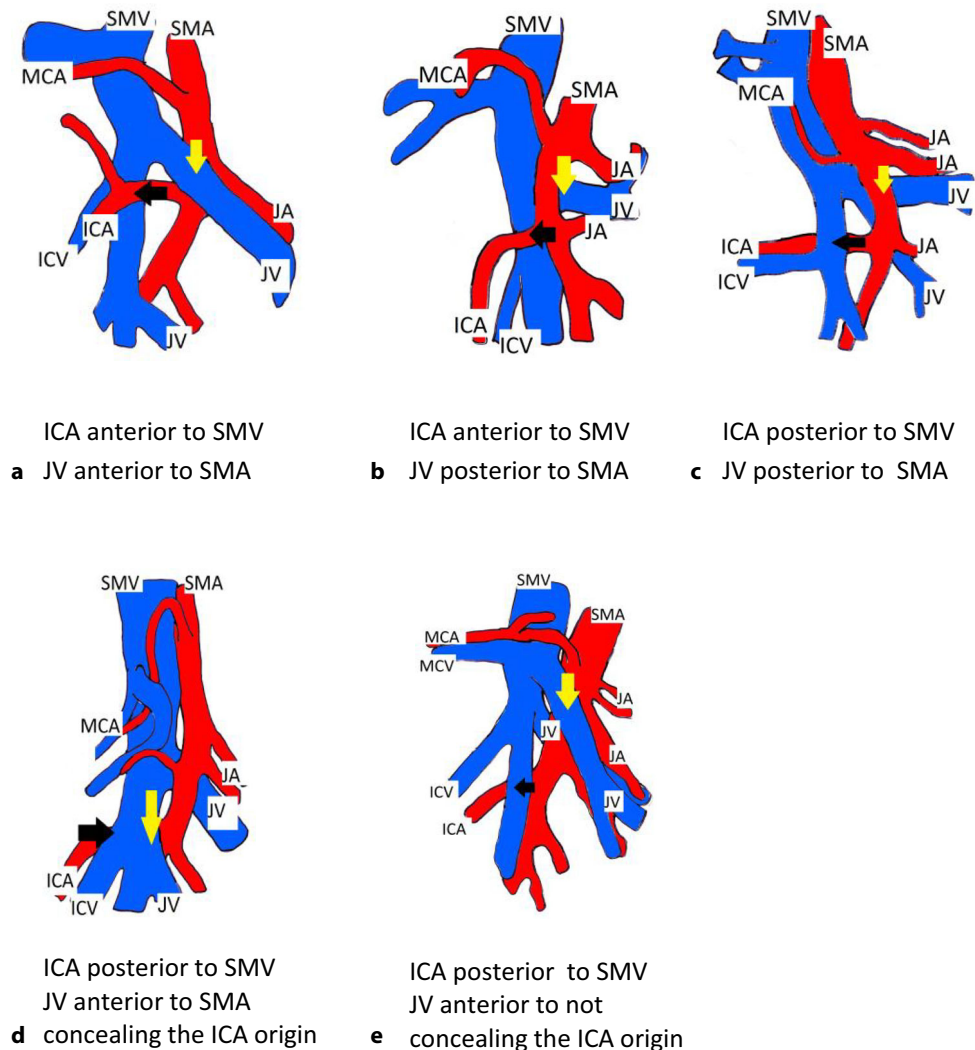 SMV
SMA
MCA
ICA
JA
ICV
JV
JV
ICA anterior to SMV
a JV anterior to SMA
SMV
MCA
SMA
JA
JV
JA
ICA
ICV
ICA anterior to SMV
b JV posterior to SMA
SMV
SMA
MCA
JA
JA
ICA
JA
ICV
JV
ICA posterior to SMV
c JV posterior to SMA
SMV SMA
MCA
JA
JV
ICA
ICV JV
ICA posterior to SMV
JV anterior to SMA
d concealing the ICA origin
SMV
SMA
MCA
MCV
JA
JV
JA
ICV
JV
ICA
ICA posterior to SMV
JV anterior to not
e concealing the ICA origin